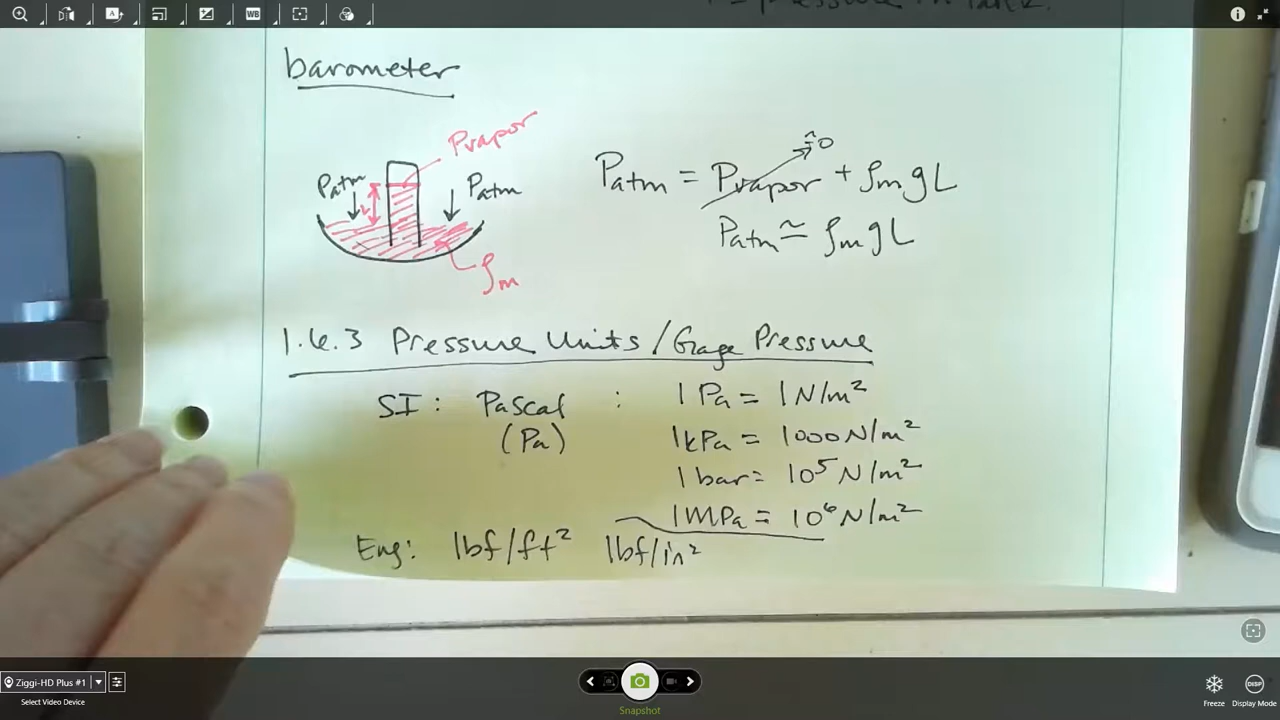 barometer
Pvapor
Patm
Patm
L
ρm
Patm = Pvapor + ρm g L
≈0
Patm ≅ ρm g L
1.6.3 Pressure Units / Gage Pressure
SI: Pascal : 1 Pa = 1 N/m²
(Pa) 1 kPa = 1000 N/m²
1 bar = 10⁵ N/m²
1 MPa = 10⁶ N/m²
Eng: lbf/ft² lbf/in²
WB
Ziggi-HD Plus #1
Select Video Device
Snapshot
Freeze
DISP
Display Mode